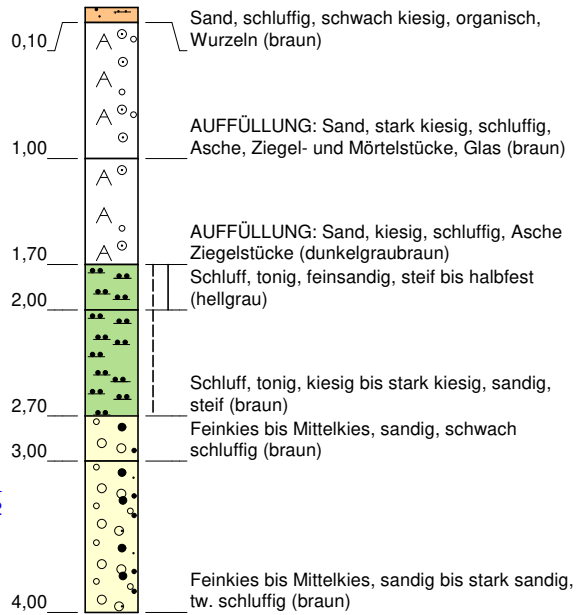 Sand, schluffig, schwach kiesig, organisch,
0,10
Wurzeln (braun)
AUFFÜLLUNG: Sand, stark kiesig, schluffig,
1,00
Asche, Ziegel- und Mörtelstücke, Glas (braun)
AUFFÜLLUNG: Sand, kiesig, schluffig, Asche
1,70
Ziegelstücke (dunkelgraubraun)
Schluff, tonig, feinsandig, steif bis halbfest
2,00
(hellgrau)
Schluff, tonig, kiesig bis stark kiesig, sandig,
2,70
steif (braun)
Feinkies bis Mittelkies, sandig, schwach
3,00
schluffig (braun)
Feinkies bis Mittelkies, sandig bis stark sandig,
4,00
tw. schluffig (braun)